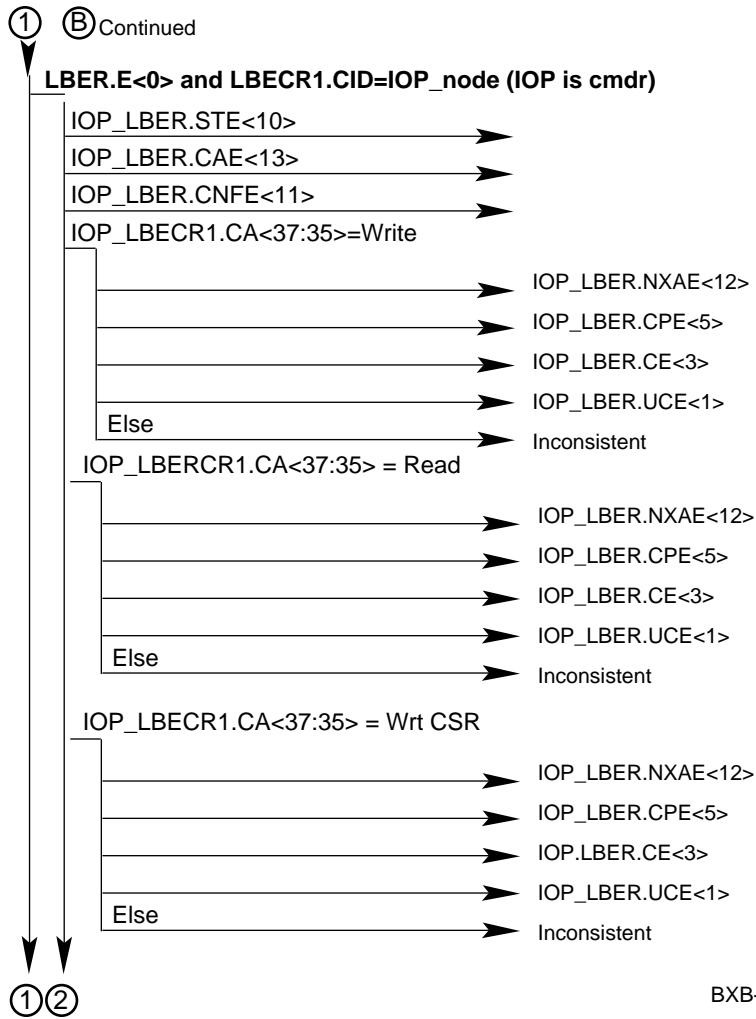 1 B Continued
LBER.E<0> and LBECR1.CID=IOP_node (IOP is cmdr)
IOP_LBER.STE<10>
IOP_LBER.CAE<13>
IOP_LBER.CNFE<11>
IOP_LBECR1.CA<37:35>=Write
IOP_LBER.NXAE<12>
IOP_LBER.CPE<5>
IOP_LBER.CE<3>
IOP_LBER.UCE<1>
Else
Inconsistent
IOP_LBERCR1.CA<37:35> = Read
IOP_LBER.NXAE<12>
IOP_LBER.CPE<5>
IOP_LBER.CE<3>
IOP_LBER.UCE<1>
Else
Inconsistent
IOP_LBECR1.CA<37:35> = Wrt CSR
IOP_LBER.NXAE<12>
IOP_LBER.CPE<5>
IOP.LBER.CE<3>
IOP_LBER.UCE<1>
Else
Inconsistent
1 2
BXB-